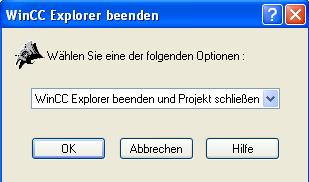 WinCC Explorer beenden
Wählen Sie eine der folgenden Optionen :
WinCC Explorer beenden und Projekt schließen
OK Abbrechen Hilfe